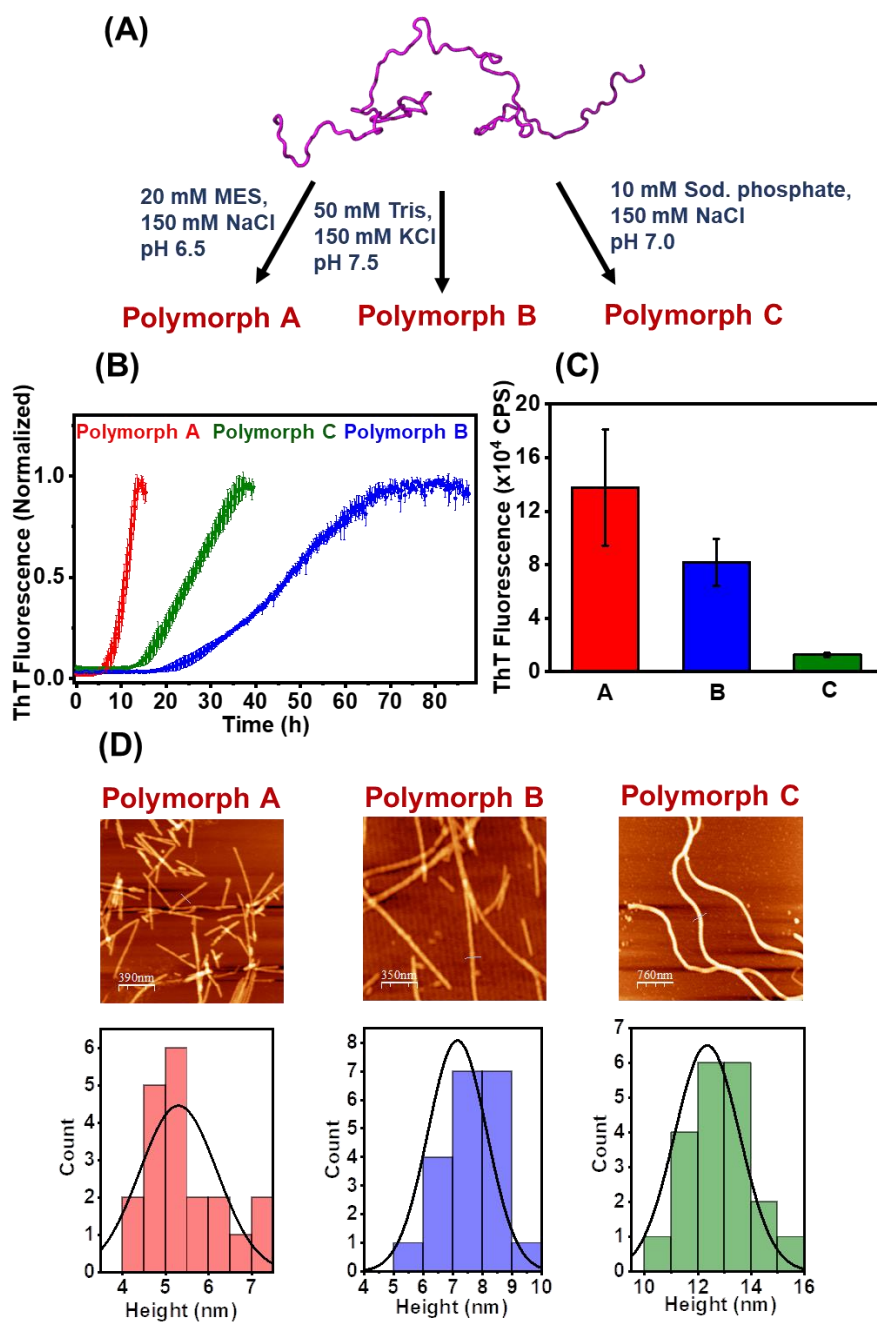 (A)
20 mM MES,
150 mM NaCl
pH 6.5
50 mM Tris,
150 mM KCl
pH 7.5
10 mM Sod. phosphate,
150 mM NaCl
pH 7.0
Polymorph A
Polymorph B
Polymorph C
(B)
ThT Fluorescence (Normalized)
1.0
0.5
0.0
Polymorph A
Polymorph C
Polymorph B
0 10 20 30 40 50 60 70 80
Time (h)
(C)
ThT Fluorescence (x10⁴ CPS)
20
16
12
8
4
0
A B C
(D)
Polymorph A
Polymorph B
Polymorph C
390nm
350nm
760nm
Count
6
5
4
3
2
1
0
4 5 6 7
Height (nm)
Count
8
7
6
5
4
3
2
1
0
4 5 6 7 8 9 10
Height (nm)
Count
7
6
5
4
3
2
1
0
10 12 14 16
Height (nm)